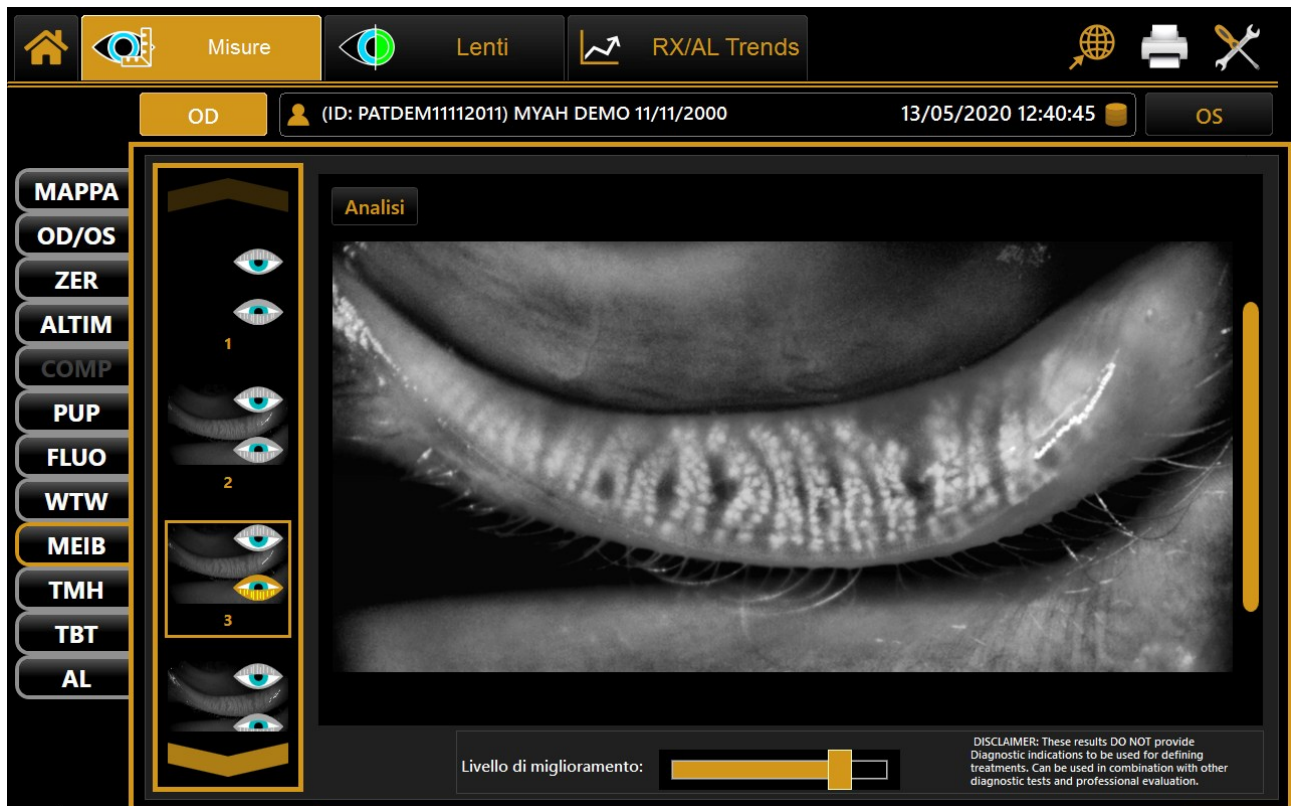 Misure
Lenti
RX/AL Trends
OD
(ID: PATDEM11112011) MYAH DEMO 11/11/2000
13/05/2020 12:40:45
OS
MAPPA
OD/OS
ZER
ALTIM
COMP
PUP
FLUO
WTW
MEIB
TMH
TBT
AL
1
2
3
Analisi
Livello di miglioramento:
DISCLAIMER: These results DO NOT provide
Diagnostic indications to be used for defining
treatments. Can be used in combination with other
diagnostic tests and professional evaluation.